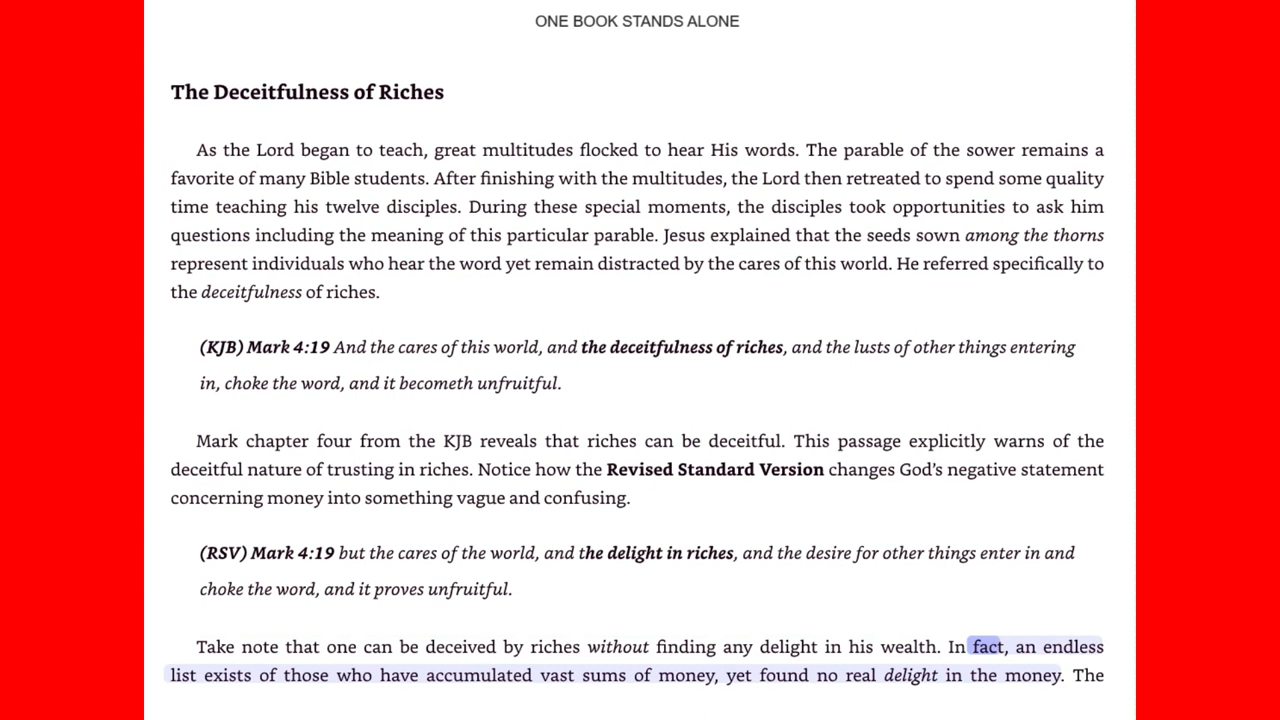 ONE BOOK STANDS ALONE
The Deceitfulness of Riches
As the Lord began to teach, great multitudes flocked to hear His words. The parable of the sower remains a
favorite of many Bible students. After finishing with the multitudes, the Lord then retreated to spend some quality
time teaching his twelve disciples. During these special moments, the disciples took opportunities to ask him
questions including the meaning of this particular parable. Jesus explained that the seeds sown among the thorns
represent individuals who hear the word yet remain distracted by the cares of this world. He referred specifically to
the deceitfulness of riches.
(KJB) Mark 4:19 And the cares of this world, and the deceitfulness of riches, and the lusts of other things entering
in, choke the word, and it becometh unfruitful.
Mark chapter four from the KJB reveals that riches can be deceitful. This passage explicitly warns of the
deceitful nature of trusting in riches. Notice how the Revised Standard Version changes God's negative statement
concerning money into something vague and confusing.
(RSV) Mark 4:19 but the cares of the world, and the delight in riches, and the desire for other things enter in and
choke the word, and it proves unfruitful.
Take note that one can be deceived by riches without finding any delight in his wealth. In fact, an endless
list exists of those who have accumulated vast sums of money, yet found no real delight in the money. The